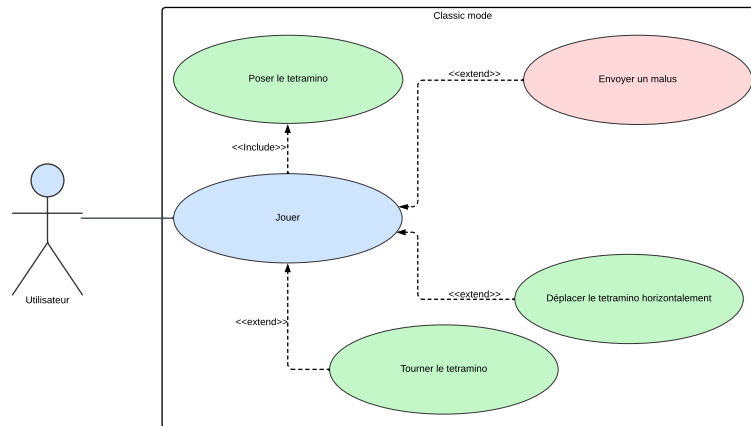 Classic mode
Poser le tetramino
<<extend>>
Envoyer un malus
<<Include>>
Jouer
Utilisateur
<<extend>>
Déplacer le tetramino horizontalement
<<extend>>
Tourner le tetramino